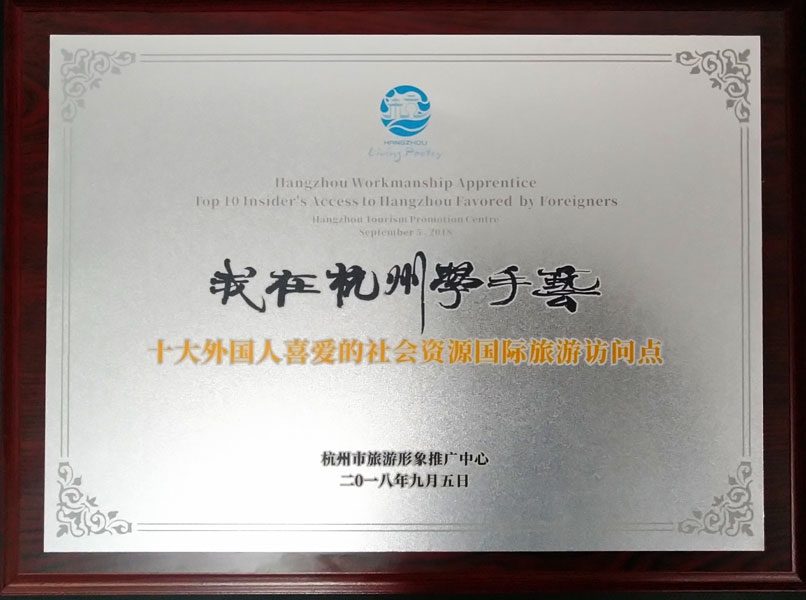 HANGZHOU
Living Poetry
Hangzhou Workmanship Apprentice
Top 10 Insider's Access to Hangzhou Favored by Foreigners
Hangzhou Tourism Promotion Centre
September 5 , 2018
我在杭州學手藝
十大外国人喜爱的社会资源国际旅游访问点
杭州市旅游形象推广中心
二0一八年九月五日